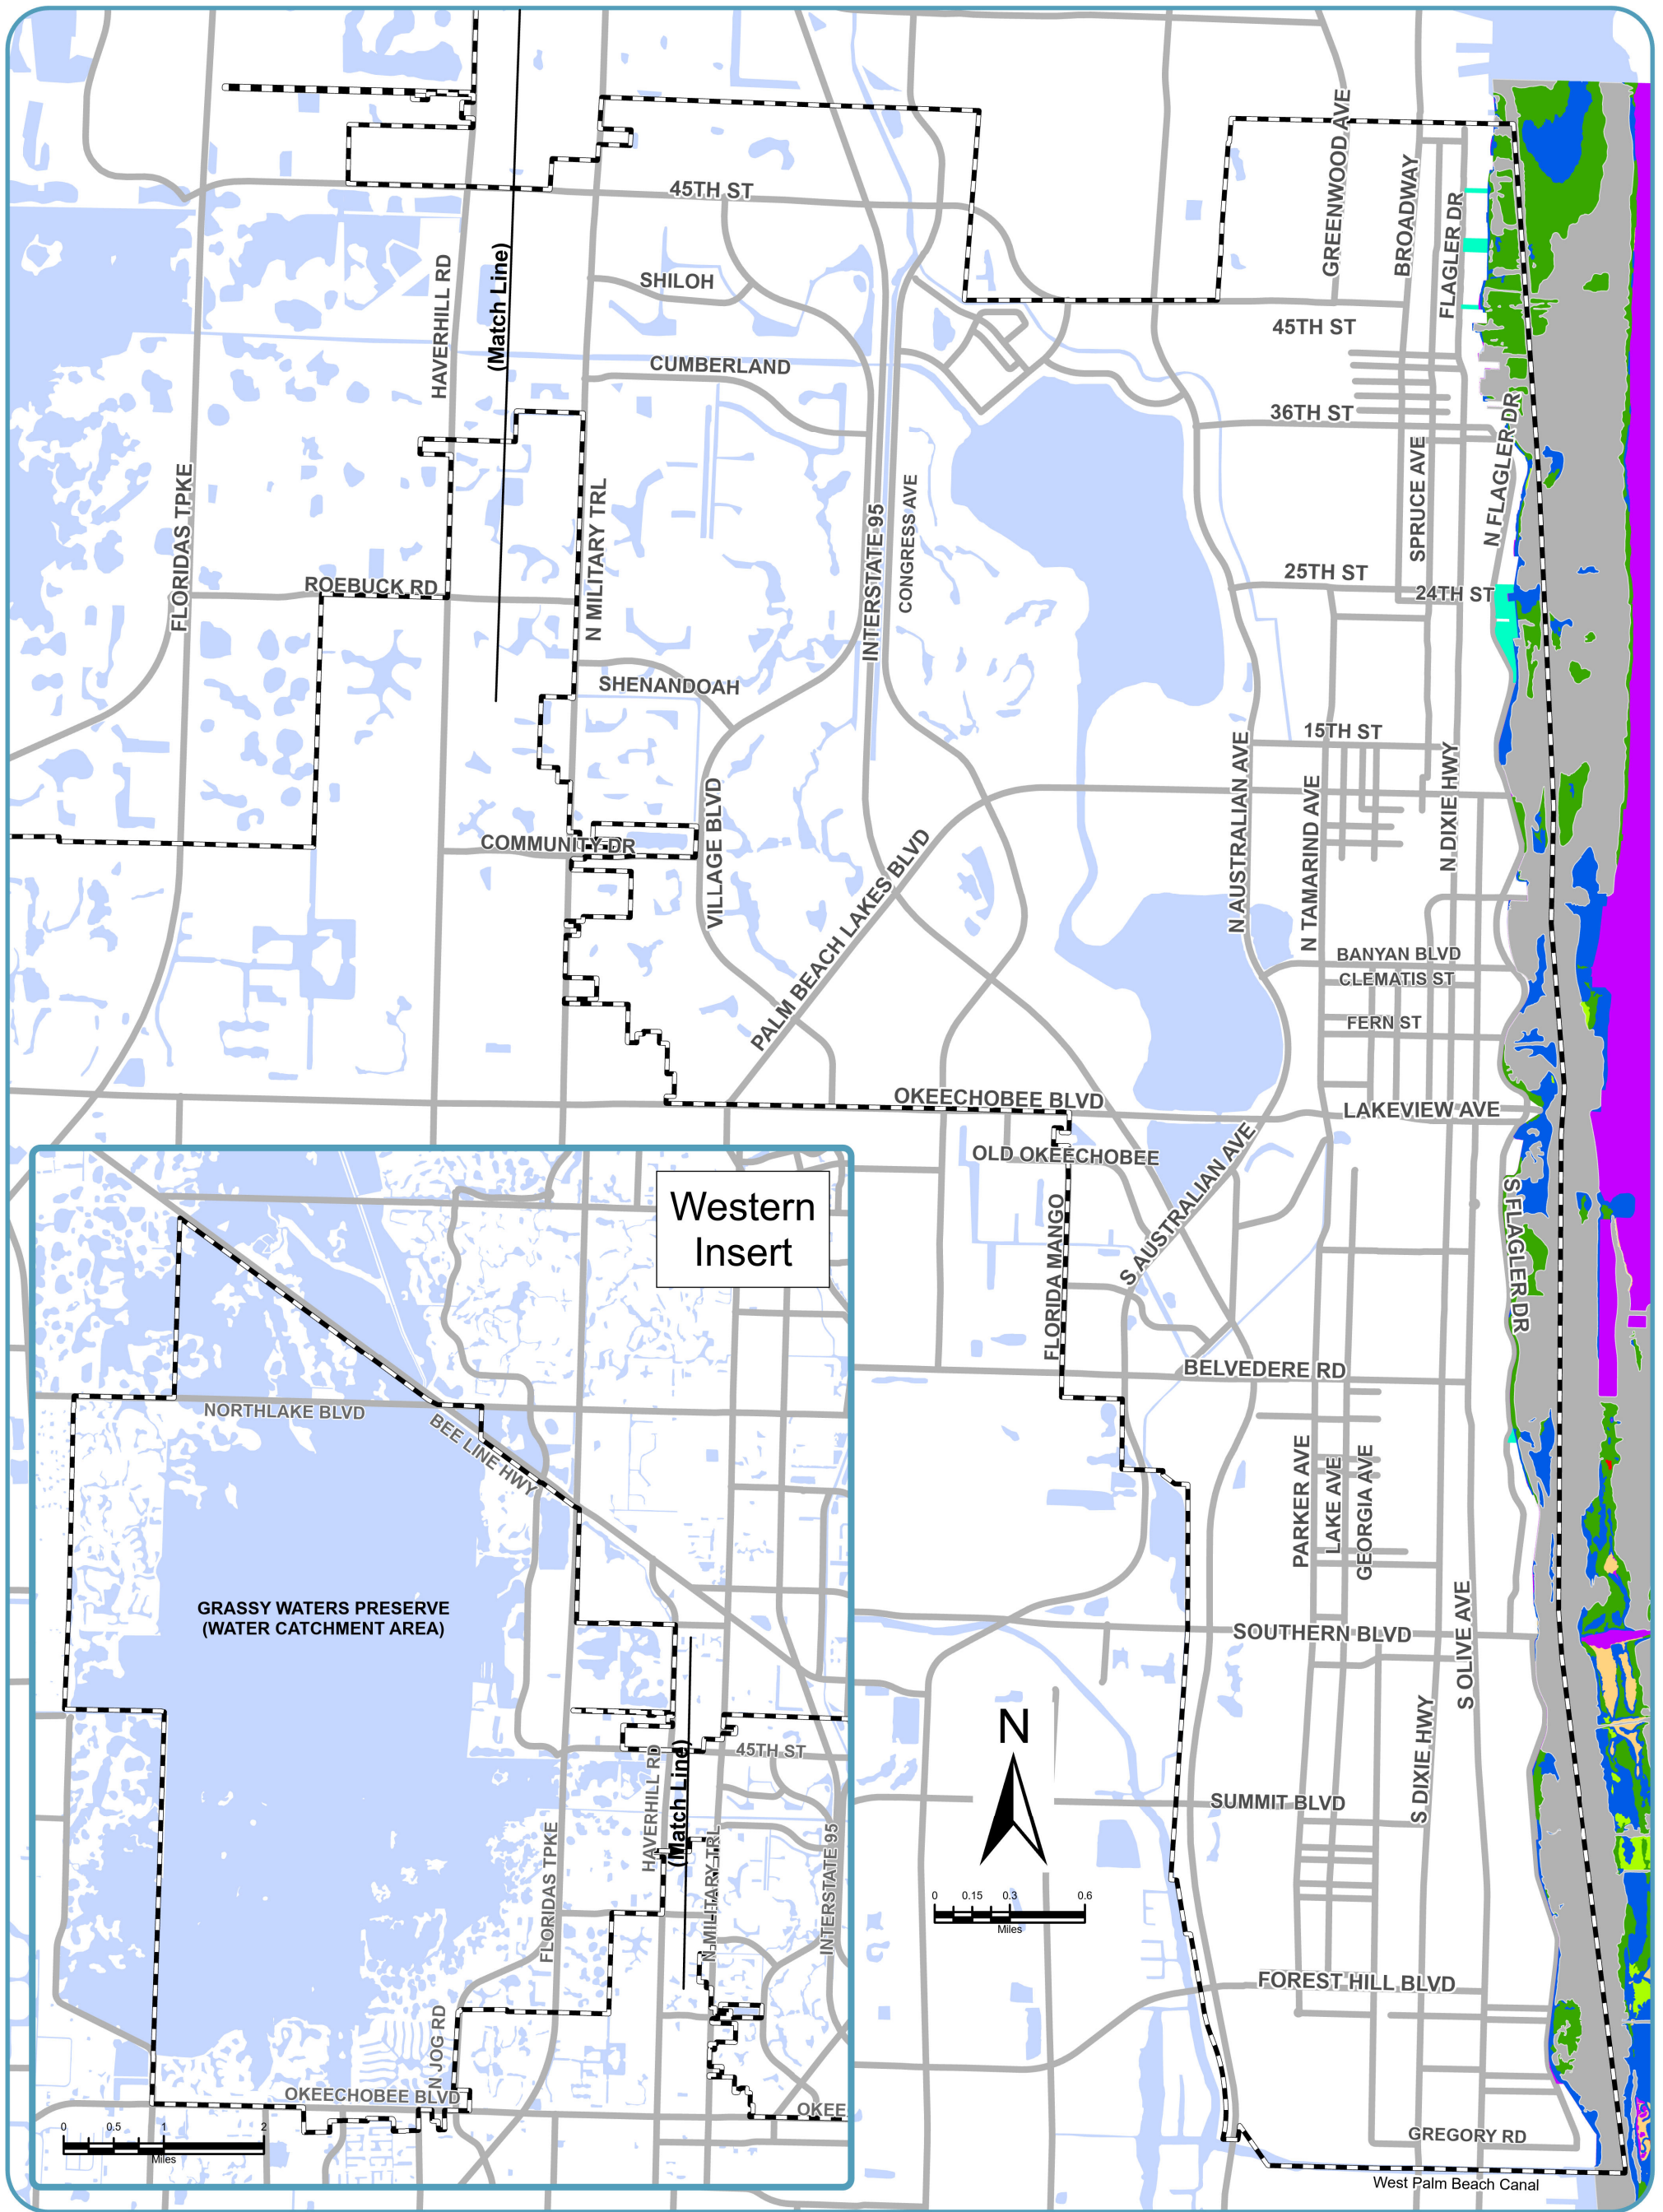 45TH ST
GREENWOOD AVE
BROADWAY
FLAGLER DR
HAVERHILL RD
(Match Line)
SHILOH
45TH ST
CUMBERLAND
36TH ST
N FLAGLER DR
SPRUCE AVE
FLORIDAS TPKE
N MILITARY TRL
INTERSTATE 95
CONGRESS AVE
ROEBUCK RD
25TH ST
24TH ST
SHENANDOAH
15TH ST
N AUSTRALIAN AVE
N TAMARIND AVE
N DIXIE HWY
COMMUNITY DR
VILLAGE BLVD
PALM BEACH LAKES BLVD
BANYAN BLVD
CLEMATIS ST
FERN ST
OKEECHOBEE BLVD
LAKEVIEW AVE
OLD OKEECHOBEE
S AUSTRALIAN AVE
FLORIDA MANGO
S FLAGLER DR
BELVEDERE RD
PARKER AVE
LAKE AVE
GEORGIA AVE
S OLIVE AVE
SOUTHERN BLVD
S DIXIE HWY
SUMMIT BLVD
FOREST HILL BLVD
GREGORY RD
West Palm Beach Canal
N
0 0.15 0.3 0.6
Miles
Western
Insert
NORTHLAKE BLVD
BEE LINE HWY
GRASSY WATERS PRESERVE
(WATER CATCHMENT AREA)
45TH ST
HAVERHILL RD
(Match Line)
N MILITARY TRL
INTERSTATE 95
FLORIDAS TPKE
N JOG RD
OKEECHOBEE BLVD
OKEE
0 0.5 1 2
Miles